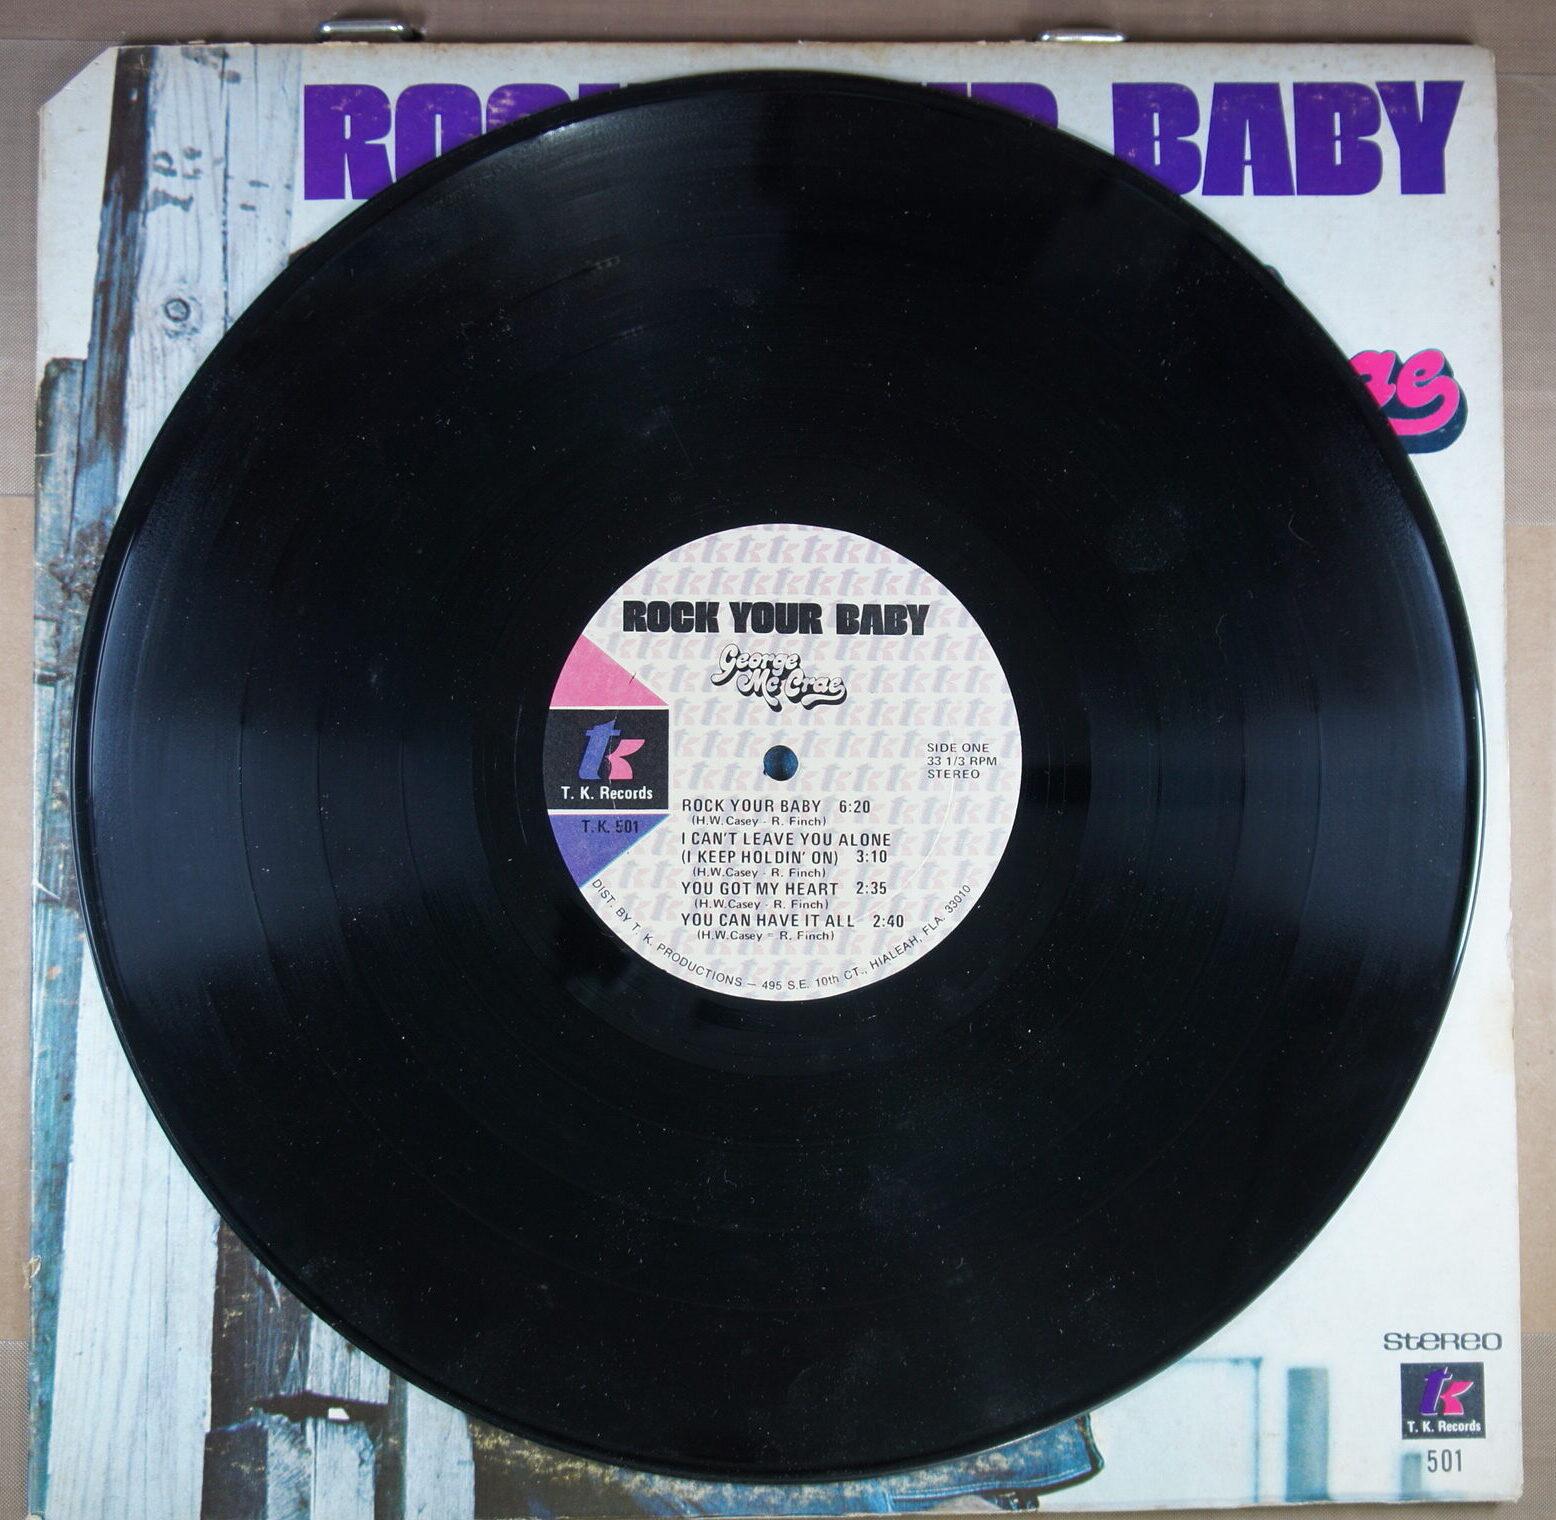 BABY
ROCK YOUR BABY
George
McCrae
SIDE ONE
33 1/3 RPM
STEREO
tk
T. K. Records
T.K. 501
ROCK YOUR BABY 6:20
(H.W.Casey - R. Finch)
I CAN'T LEAVE YOU ALONE
(I KEEP HOLDIN' ON) 3:10
(H.W.Casey - R. Finch)
YOU GOT MY HEART 2:35
(H.W.Casey - R. Finch)
YOU CAN HAVE IT ALL 2:40
(H.W.Casey = R. Finch)
DIST. BY T. K. PRODUCTIONS — 495 S.E. 10th CT., HIALEAH, FLA. 33010
stereo
tk
T. K. Records
501